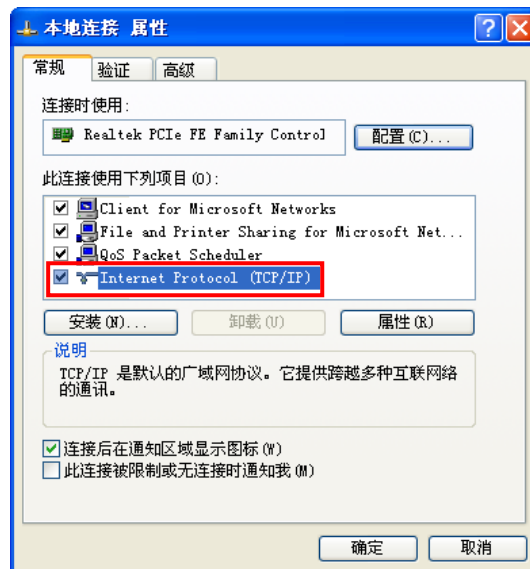 本地连接 属性
常规 验证 高级
连接时使用:
Realtek PCIe FE Family Control 配置(C)...
此连接使用下列项目(O):
Client for Microsoft Networks
File and Printer Sharing for Microsoft Net...
QoS Packet Scheduler
Internet Protocol (TCP/IP)
安装(N)... 卸载(U) 属性(R)
说明
TCP/IP 是默认的广域网协议。它提供跨越多种互联网络
的通讯。
连接后在通知区域显示图标(W)
此连接被限制或无连接时通知我(M)
确定 取消